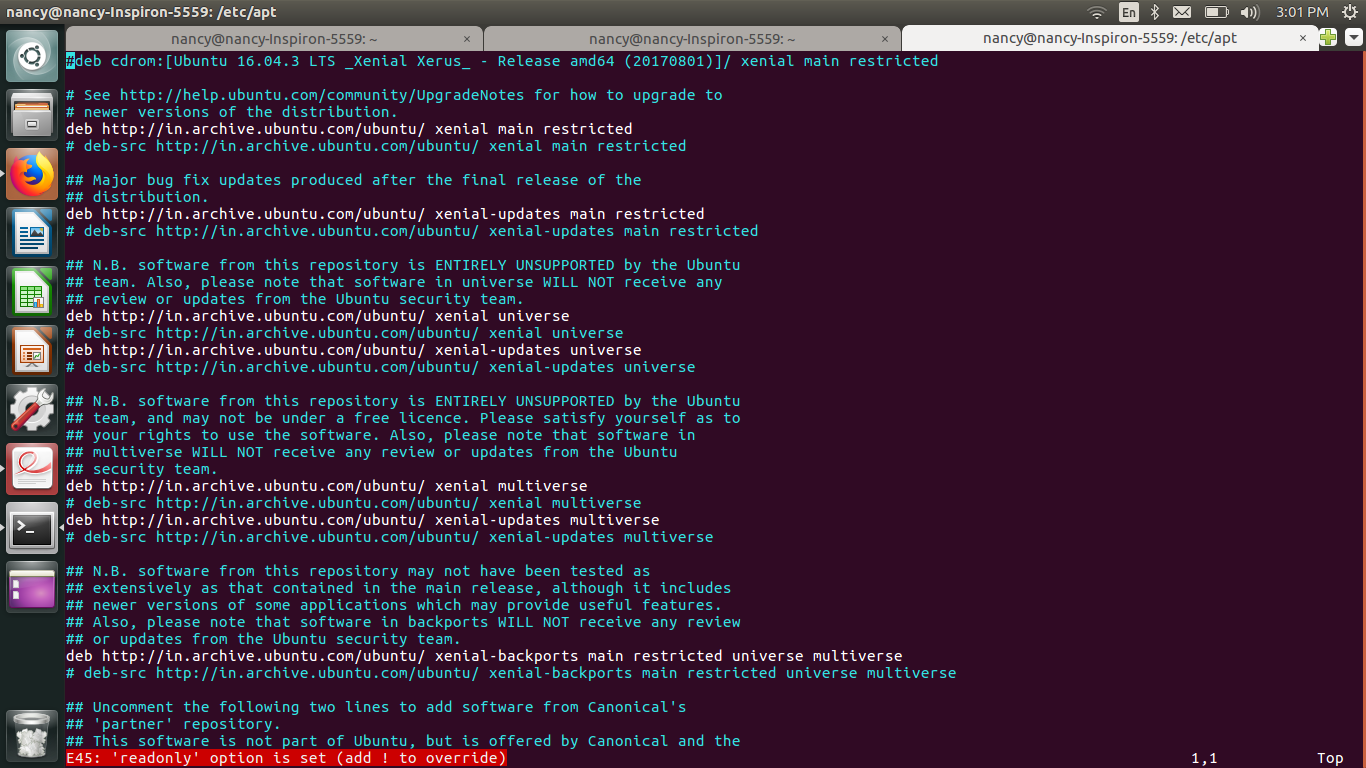 nancy@nancy-Inspiron-5559: /etc/apt
En
3:01 PM
nancy@nancy-Inspiron-5559: ~ ×
nancy@nancy-Inspiron-5559: ~ ×
nancy@nancy-Inspiron-5559: /etc/apt ×
#deb cdrom:[Ubuntu 16.04.3 LTS _Xenial Xerus_ - Release amd64 (20170801)]/ xenial main restricted
# See http://help.ubuntu.com/community/UpgradeNotes for how to upgrade to
# newer versions of the distribution.
deb http://in.archive.ubuntu.com/ubuntu/ xenial main restricted
# deb-src http://in.archive.ubuntu.com/ubuntu/ xenial main restricted
## Major bug fix updates produced after the final release of the
## distribution.
deb http://in.archive.ubuntu.com/ubuntu/ xenial-updates main restricted
# deb-src http://in.archive.ubuntu.com/ubuntu/ xenial-updates main restricted
## N.B. software from this repository is ENTIRELY UNSUPPORTED by the Ubuntu
## team. Also, please note that software in universe WILL NOT receive any
## review or updates from the Ubuntu security team.
deb http://in.archive.ubuntu.com/ubuntu/ xenial universe
# deb-src http://in.archive.ubuntu.com/ubuntu/ xenial universe
deb http://in.archive.ubuntu.com/ubuntu/ xenial-updates universe
# deb-src http://in.archive.ubuntu.com/ubuntu/ xenial-updates universe
## N.B. software from this repository is ENTIRELY UNSUPPORTED by the Ubuntu
## team, and may not be under a free licence. Please satisfy yourself as to
## your rights to use the software. Also, please note that software in
## multiverse WILL NOT receive any review or updates from the Ubuntu
## security team.
deb http://in.archive.ubuntu.com/ubuntu/ xenial multiverse
# deb-src http://in.archive.ubuntu.com/ubuntu/ xenial multiverse
deb http://in.archive.ubuntu.com/ubuntu/ xenial-updates multiverse
# deb-src http://in.archive.ubuntu.com/ubuntu/ xenial-updates multiverse
## N.B. software from this repository may not have been tested as
## extensively as that contained in the main release, although it includes
## newer versions of some applications which may provide useful features.
## Also, please note that software in backports WILL NOT receive any review
## or updates from the Ubuntu security team.
deb http://in.archive.ubuntu.com/ubuntu/ xenial-backports main restricted universe multiverse
# deb-src http://in.archive.ubuntu.com/ubuntu/ xenial-backports main restricted universe multiverse
## Uncomment the following two lines to add software from Canonical's
## 'partner' repository.
## This software is not part of Ubuntu, but is offered by Canonical and the
E45: 'readonly' option is set (add ! to override) 1,1 Top